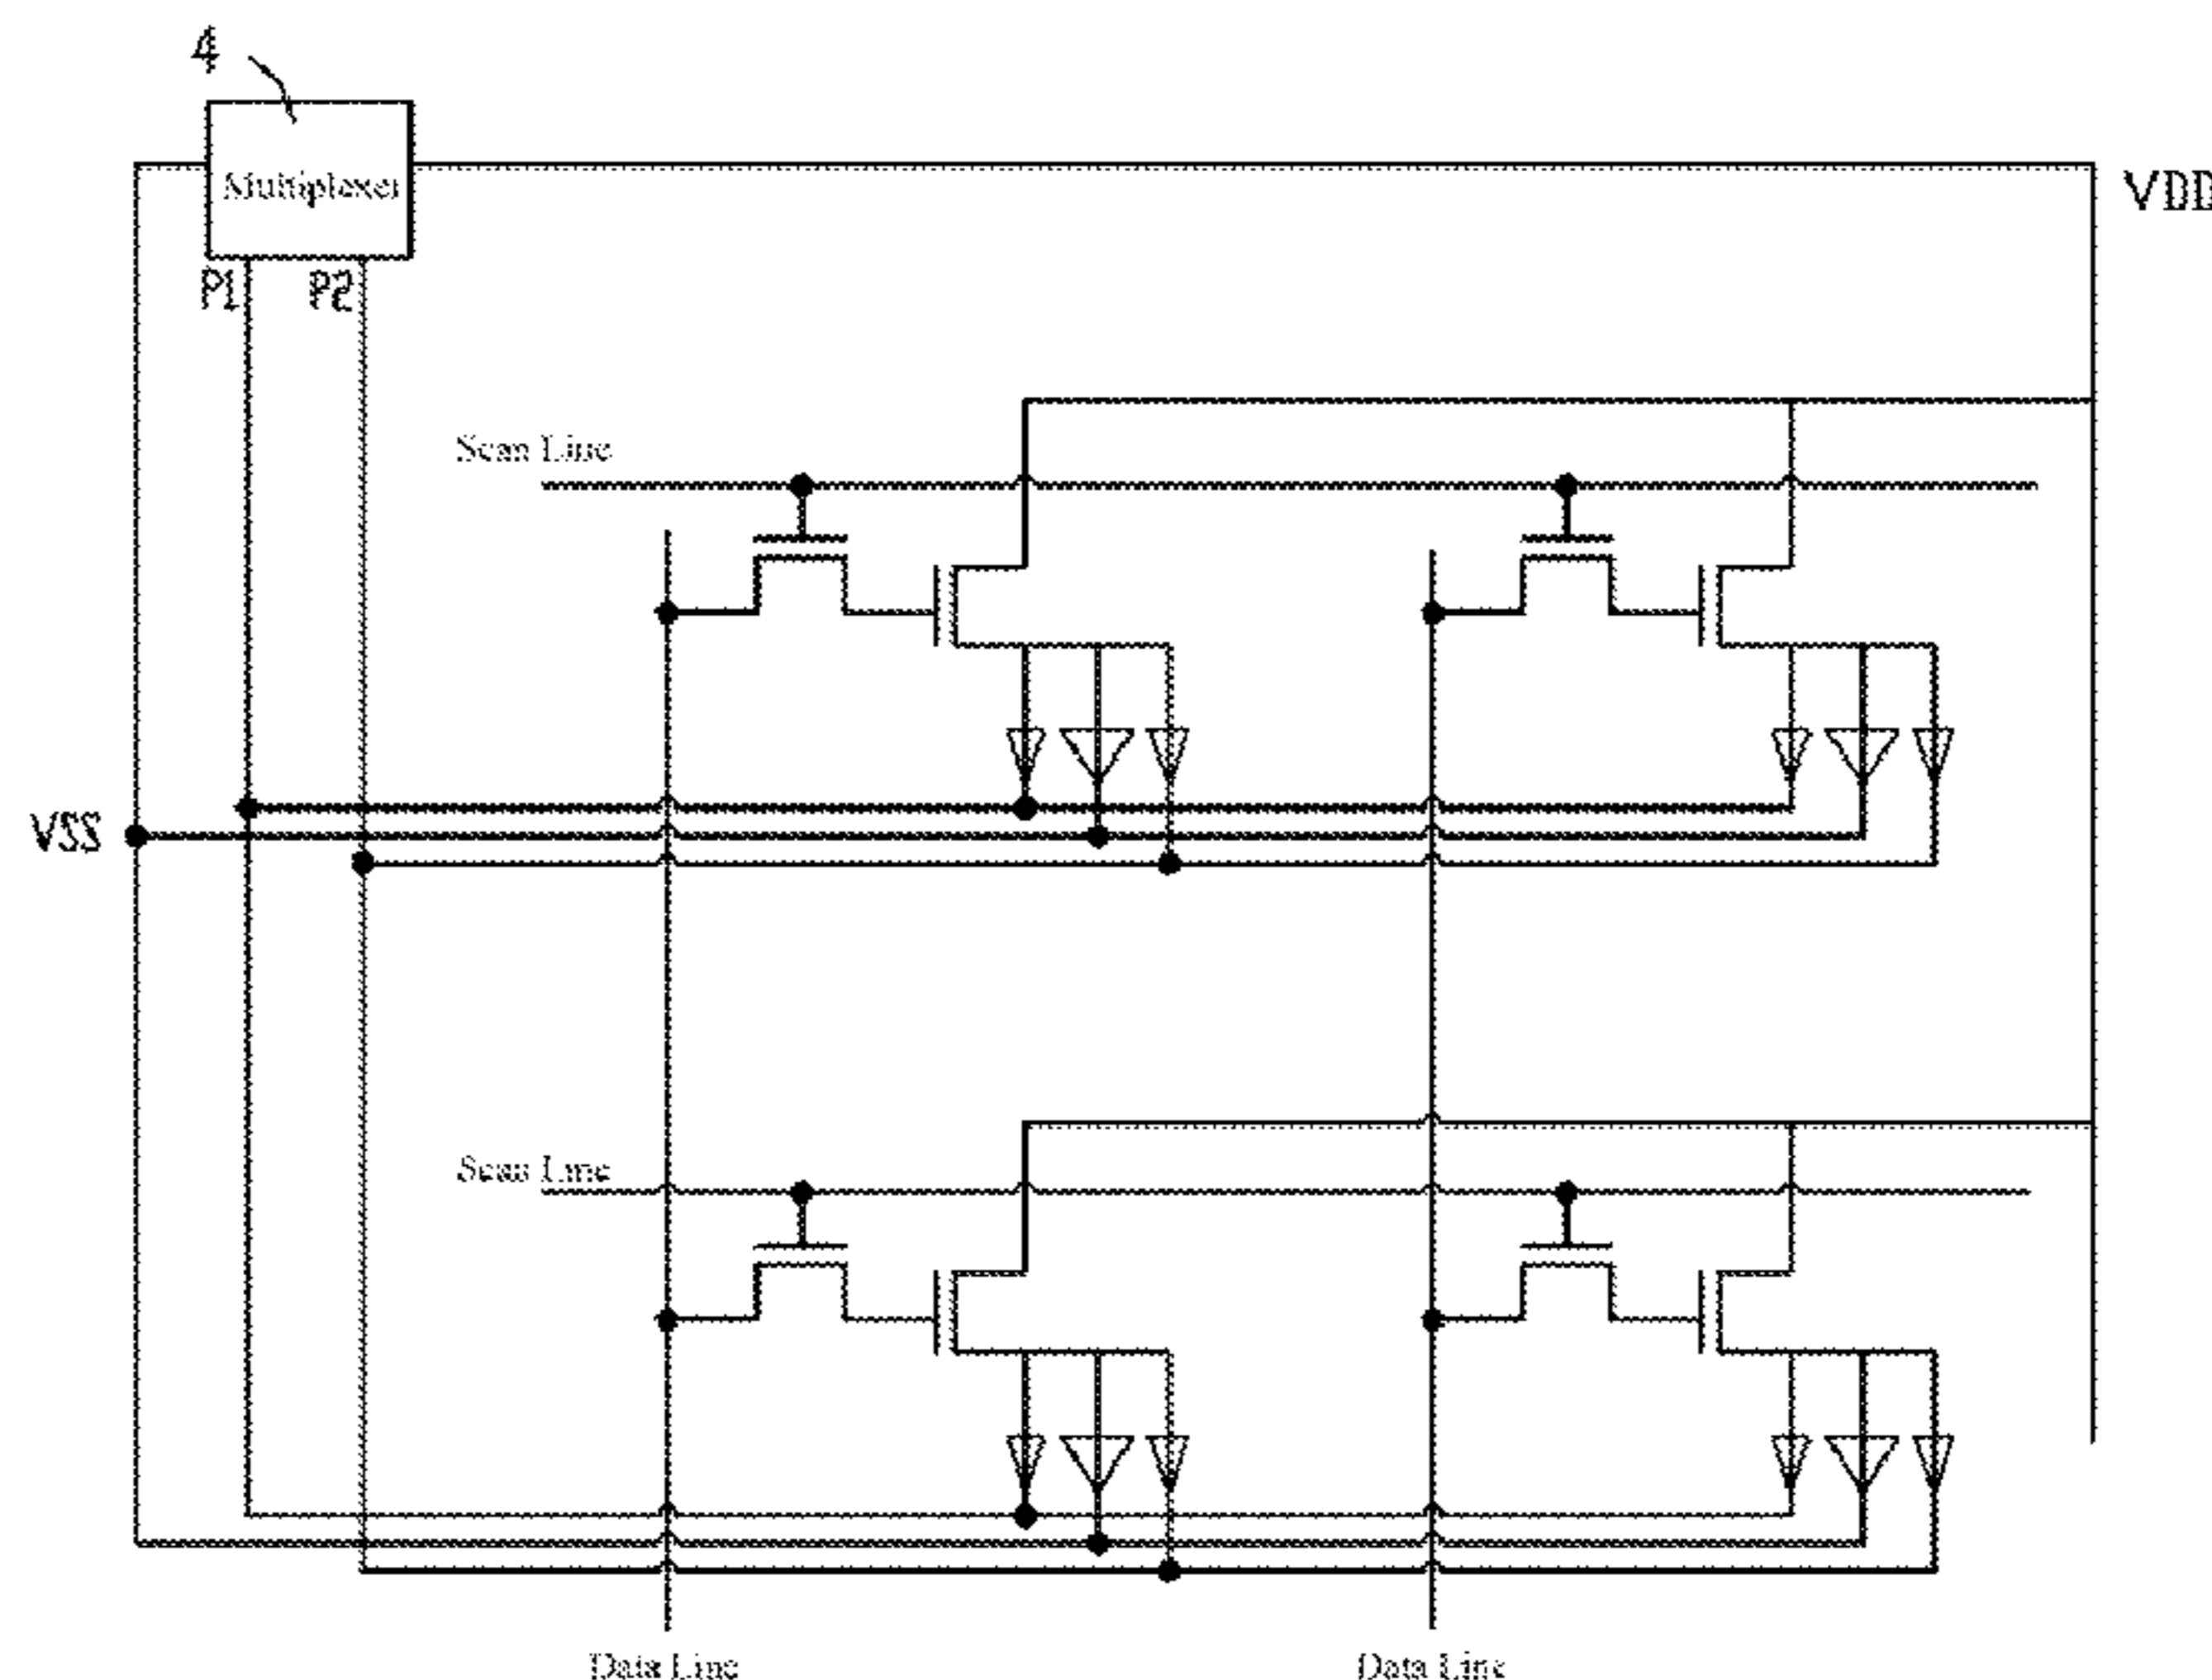 4
Multiplexer
VDD
P1
P2
Scan Line
VSS
Scan Line
Data Line
Data Line